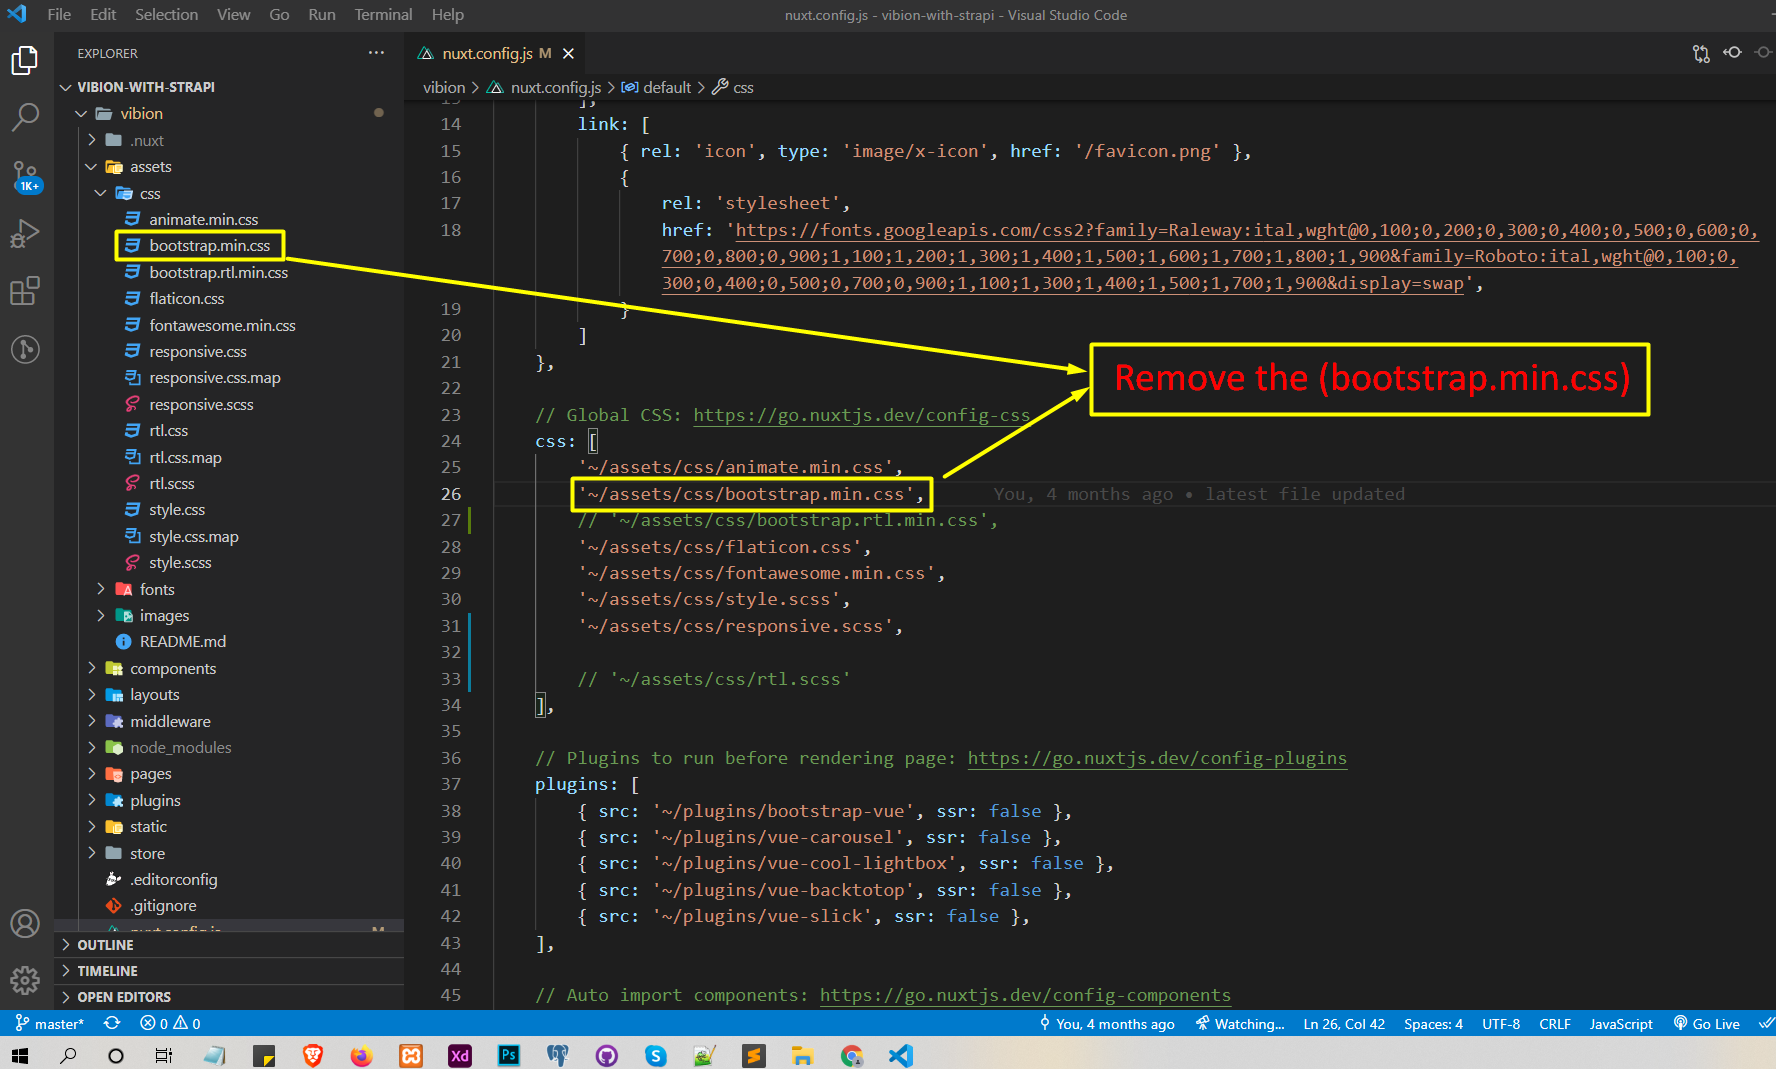 File Edit Selection View Go Run Terminal Help
nuxt.config.js - vibion-with-strapi - Visual Studio Code
EXPLORER
VIBION-WITH-STRAPI
vibion
.nuxt
assets
css
animate.min.css
bootstrap.min.css
bootstrap.rtl.min.css
flaticon.css
fontawesome.min.css
responsive.css
responsive.css.map
responsive.scss
rtl.css
rtl.css.map
rtl.scss
style.css
style.css.map
style.scss
fonts
images
README.md
components
layouts
middleware
node_modules
pages
plugins
static
store
.editorconfig
.gitignore
nuxt.config.js M
OUTLINE
TIMELINE
OPEN EDITORS
1K+
nuxt.config.js M
vibion > nuxt.config.js > default > css
13 ],
14 link: [
15 { rel: 'icon', type: 'image/x-icon', href: '/favicon.png' },
16 {
17 rel: 'stylesheet',
18 href: 'https://fonts.googleapis.com/css2?family=Raleway:ital,wght@0,100;0,200;0,300;0,400;0,500;0,600;0,
700;0,800;0,900;1,100;1,200;1,300;1,400;1,500;1,600;1,700;1,800;1,900&family=Roboto:ital,wght@0,100;0,
300;0,400;0,500;0,700;0,900;1,100;1,300;1,400;1,500;1,700;1,900&display=swap',
19 }
20 ]
21 },
22
23 // Global CSS: https://go.nuxtjs.dev/config-css
24 css: [
25 '~/assets/css/animate.min.css',
26 '~/assets/css/bootstrap.min.css', You, 4 months ago • latest file updated
27 // '~/assets/css/bootstrap.rtl.min.css',
28 '~/assets/css/flaticon.css',
29 '~/assets/css/fontawesome.min.css',
30 '~/assets/css/style.scss',
31 '~/assets/css/responsive.scss',
32
33 // '~/assets/css/rtl.scss'
34 ],
35
36 // Plugins to run before rendering page: https://go.nuxtjs.dev/config-plugins
37 plugins: [
38 { src: '~/plugins/bootstrap-vue', ssr: false },
39 { src: '~/plugins/vue-carousel', ssr: false },
40 { src: '~/plugins/vue-cool-lightbox', ssr: false },
41 { src: '~/plugins/vue-backtotop', ssr: false },
42 { src: '~/plugins/vue-slick', ssr: false },
43 ],
44
45 // Auto import components: https://go.nuxtjs.dev/config-components
Remove the (bootstrap.min.css)
master* 0 0 You, 4 months ago Watching... Ln 26, Col 42 Spaces: 4 UTF-8 CRLF JavaScript Go Live
Xd Ps